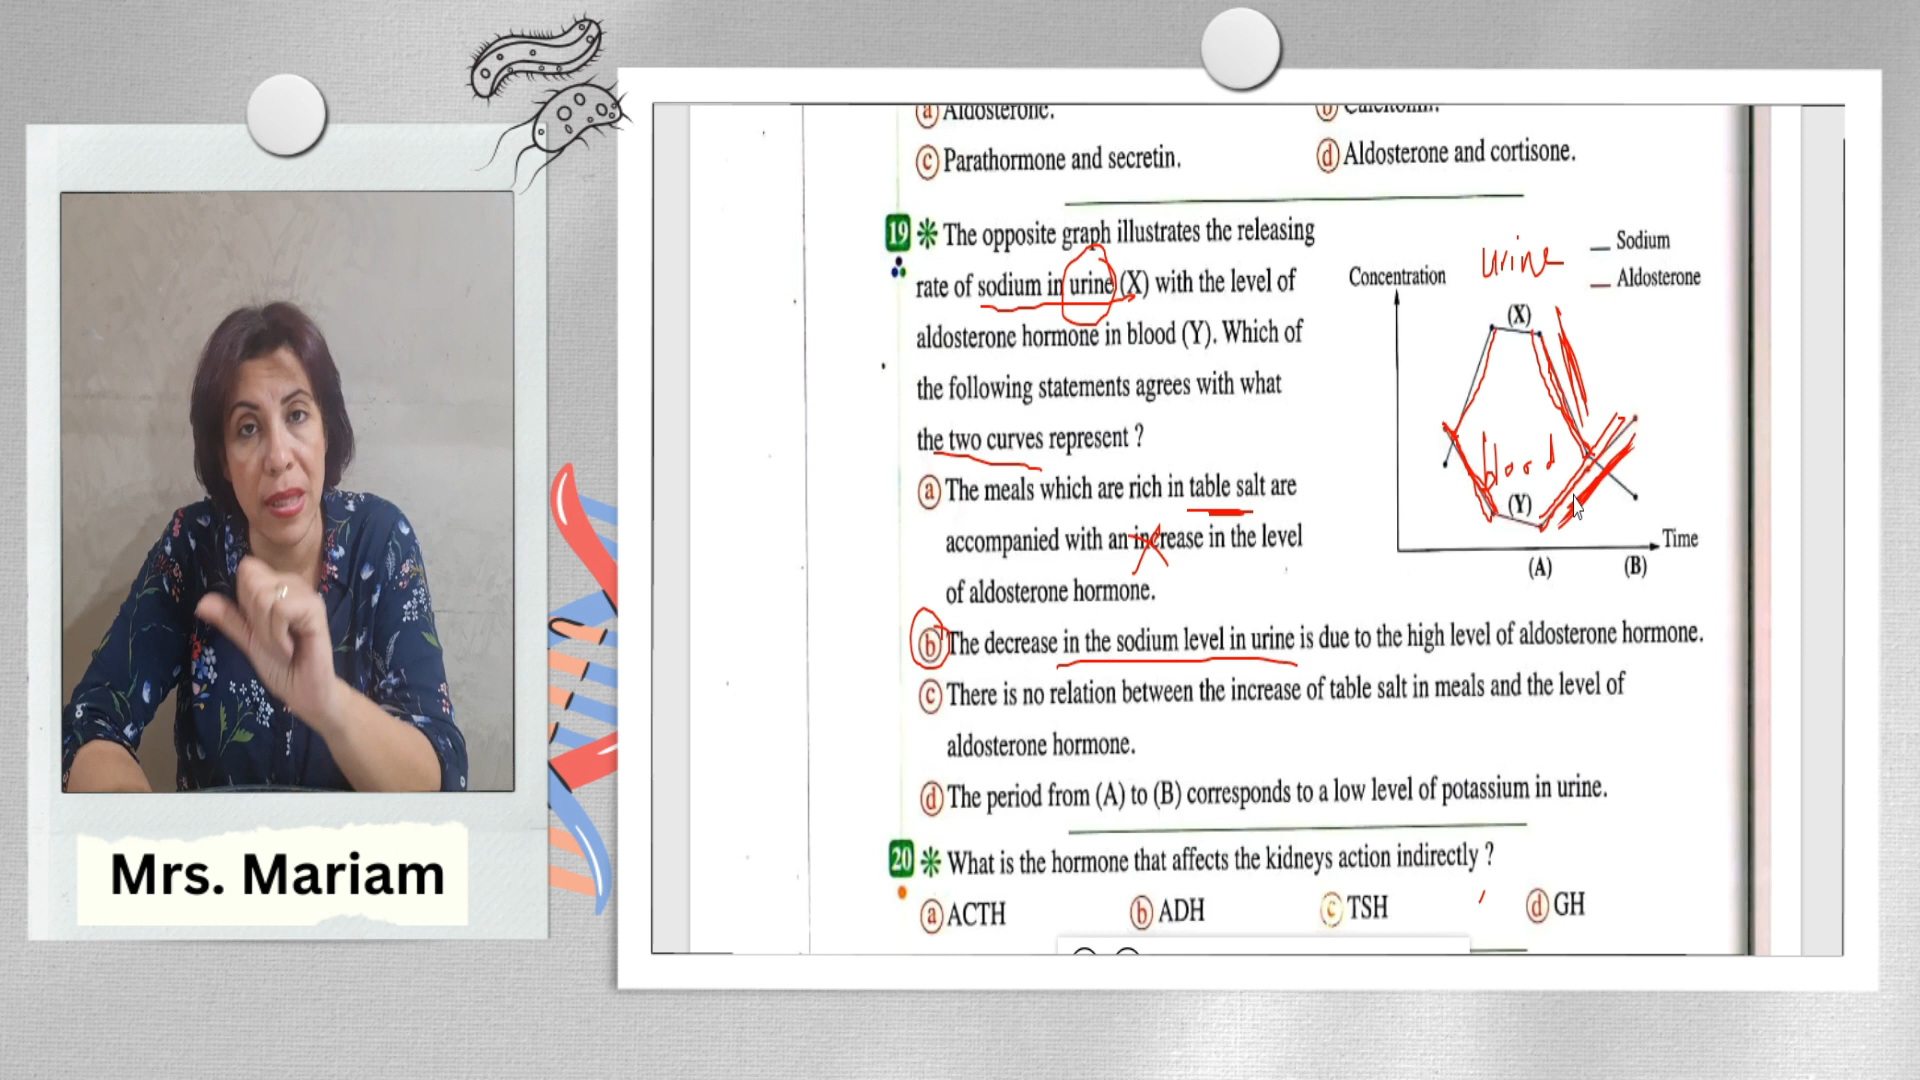 ⓐ Aldosterone. ⓑ Calcitonin.
ⓒ Parathormone and secretin. ⓓ Aldosterone and cortisone.
19 The opposite graph illustrates the releasing
rate of sodium in urine (X) with the level of
aldosterone hormone in blood (Y). Which of
the following statements agrees with what
the two curves represent ?
ⓐ The meals which are rich in table salt are
accompanied with an increase in the level
of aldosterone hormone.
urine
Sodium
Aldosterone
Concentration
(X)
blood
(Y)
Time
(A) (B)
ⓑ The decrease in the sodium level in urine is due to the high level of aldosterone hormone.
ⓒ There is no relation between the increase of table salt in meals and the level of
aldosterone hormone.
ⓓ The period from (A) to (B) corresponds to a low level of potassium in urine.
20 What is the hormone that affects the kidneys action indirectly ?
ⓐ ACTH ⓑ ADH ⓒ TSH ⓓ GH
Mrs. Mariam